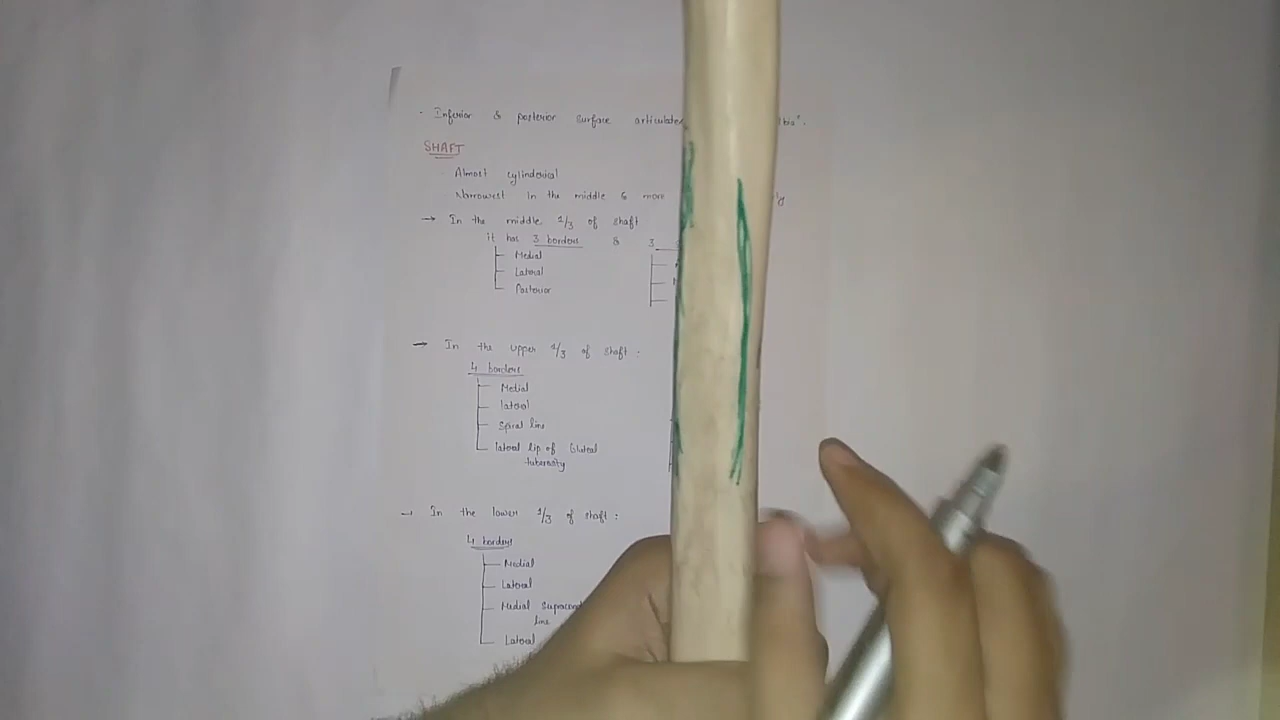 · Inferior & posterior surface articulates
SHAFT
Almost cylinderical
Narrowest in the middle & more
→ In the middle 1/3 of shaft
it has 3 borders & 3
Medial
Lateral
Posterior
→ In the upper 1/3 of shaft :
4 borders
Medial
lateral
Spiral line
lateral lip of Gluteal
tuberosity
→ In the lower 1/3 of shaft :
4 borders
Medial
Lateral
Medial
line
Lateral